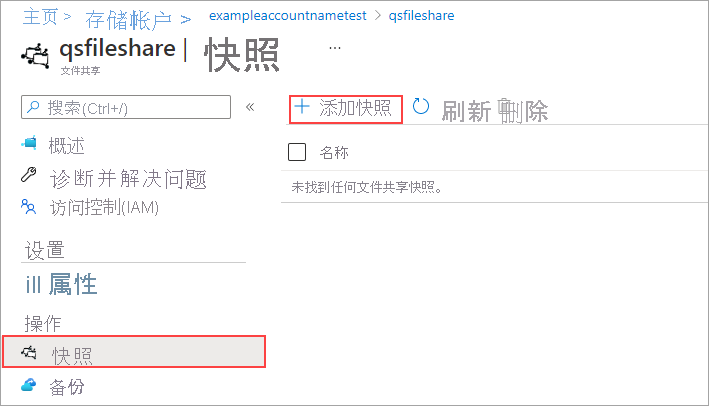 主页 > 存储帐户 > exampleaccountnametest > qsfileshare
qsfileshare | 快照 ...
文件共享
搜索(Ctrl+/) «
+ 添加快照 刷新 删除
概述
诊断并解决问题
访问控制(IAM)
设置
ill 属性
操作
快照
备份
名称
未找到任何文件共享快照。